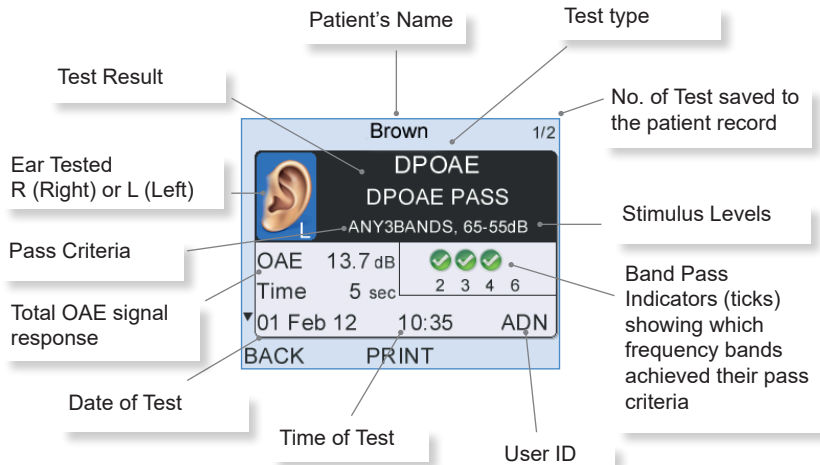 Patient's Name
Test type
Test Result
No. of Test saved to
the patient record
Ear Tested
R (Right) or L (Left)
Pass Criteria
Total OAE signal
response
Date of Test
Time of Test
User ID
Stimulus Levels
Band Pass
Indicators (ticks)
showing which
frequency bands
achieved their pass
criteria
Brown 1/2
DPOAE
DPOAE PASS
L
ANY3BANDS, 65-55dB
OAE 13.7 dB
Time 5 sec
2 3 4 6
01 Feb 12 10:35 ADN
BACK PRINT